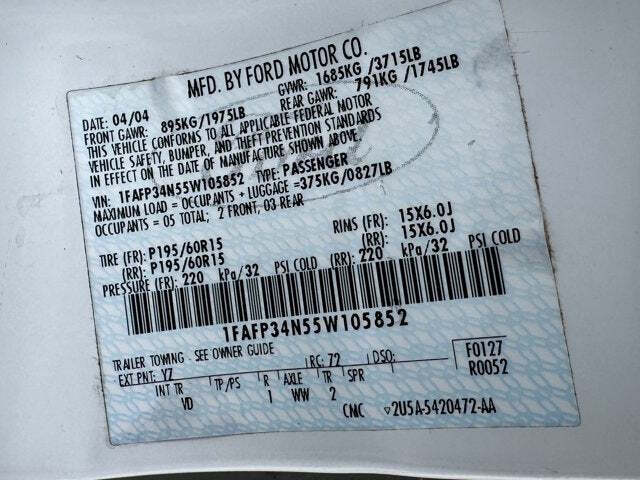 MFD. BY FORD MOTOR CO.
DATE: 04/04 GVWR: 1685KG /3715LB
FRONT GAWR: 895KG/1975LB REAR GAWR: 791KG /1745LB
THIS VEHICLE CONFORMS TO ALL APPLICABLE FEDERAL MOTOR
VEHICLE SAFETY, BUMPER, AND THEFT PREVENTION STANDARDS
IN EFFECT ON THE DATE OF MANUFACTURE SHOWN ABOVE.
VIN: 1FAFP34N55W105852 TYPE: PASSENGER
MAXIMUM LOAD = OCCUPANTS + LUGGAGE =375KG/0827LB
OCCUPANTS = 05 TOTAL; 2 FRONT, 03 REAR
TIRE (FR): P195/60R15 RINS (FR): 15X6.0J
(RR): P195/60R15 (RR): 15X6.0J
PRESSURE (FR): 220 kPa/32 PSI COLD (RR): 220 kPa/32 PSI COLD
1FAFP34N55W105852
TRAILER TOWING - SEE OWNER GUIDE
EXT PNT: YZ RC: 72 DSO: F0127
INT TR TP/PS R AXLE TR SPR R0052
VD 1 WW 2
CMC ▽2U5A-5420472-AA